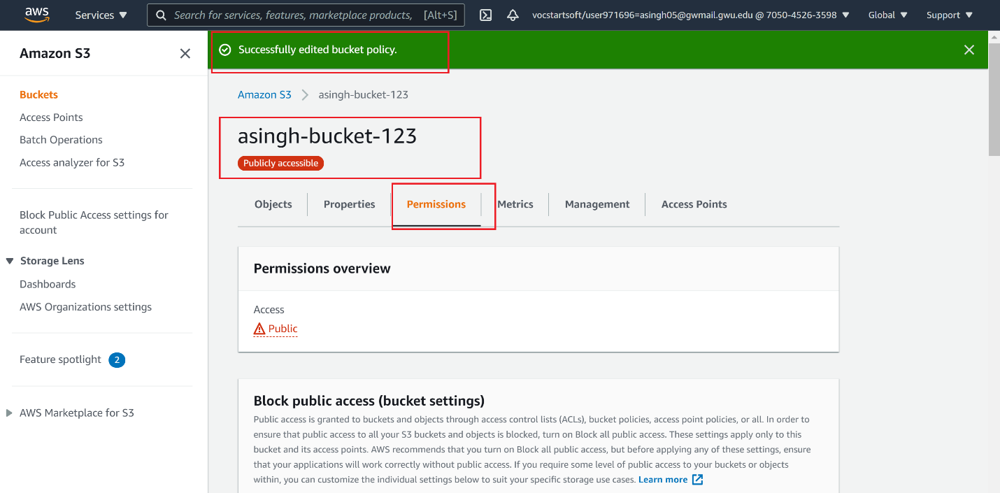 aws
Services
Search for services, features, marketplace products, [Alt+S]
vocstartsoft/user971696=asingh05@gwmail.gwu.edu @ 7050-4526-3598
Global
Support
Amazon S3
Buckets
Access Points
Batch Operations
Access analyzer for S3
Block Public Access settings for
account
Storage Lens
Dashboards
AWS Organizations settings
Feature spotlight 2
AWS Marketplace for S3
Successfully edited bucket policy.
Amazon S3 asingh-bucket-123
asingh-bucket-123
Publicly accessible
Objects
Properties
Permissions
Metrics
Management
Access Points
Permissions overview
Access
Public
Block public access (bucket settings)
Public access is granted to buckets and objects through access control lists (ACLs), bucket policies, access point policies, or all. In order to
ensure that public access to all your S3 buckets and objects is blocked, turn on Block all public access. These settings apply only to this
bucket and its access points. AWS recommends that you turn on Block all public access, but before applying any of these settings, ensure
that your applications will work correctly without public access. If you require some level of public access to your buckets or objects
within, you can customize the individual settings below to suit your specific storage use cases. Learn more